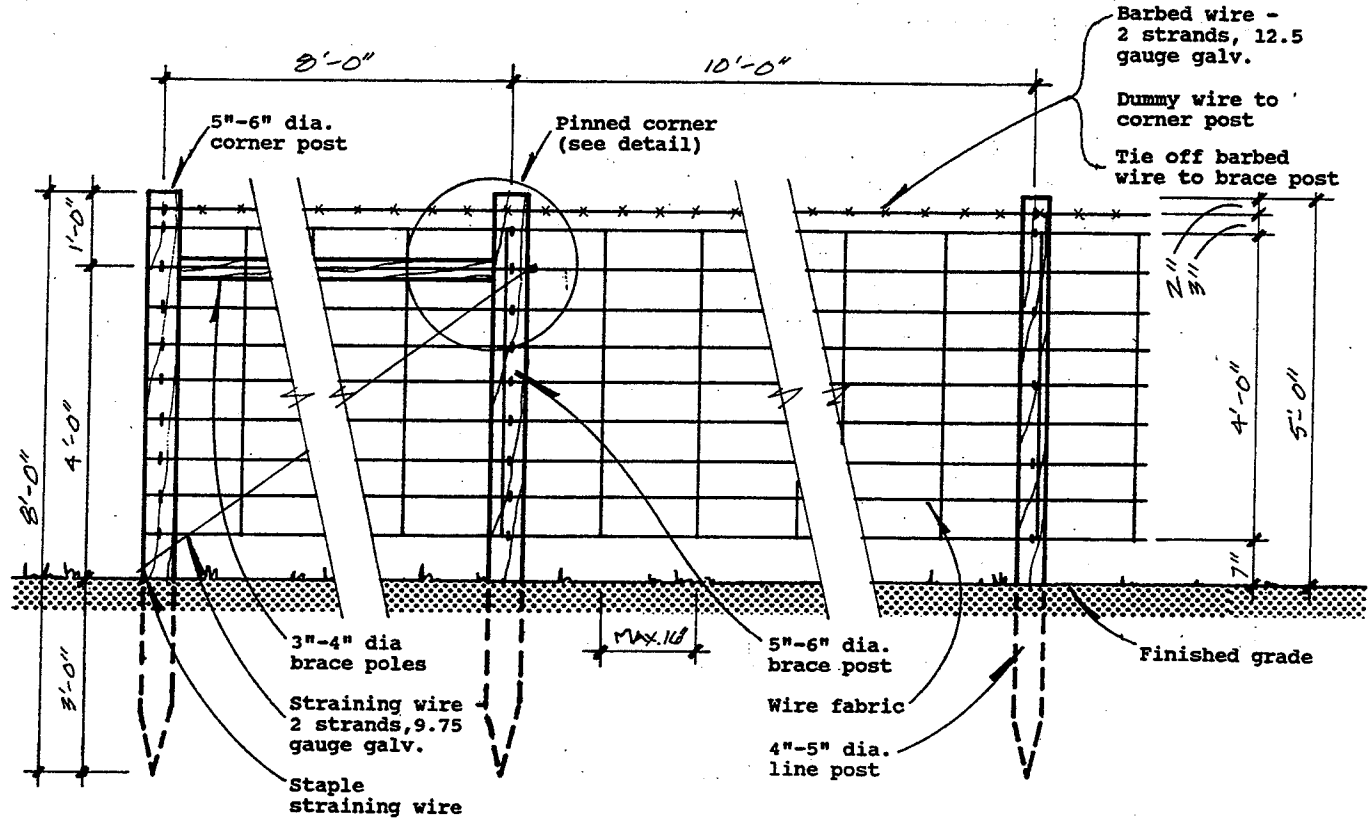 Barbed wire -
2 strands, 12.5
gauge galv.
Dummy wire to
corner post
Tie off barbed
wire to brace post
8'-0"
10'-0"
5"-6" dia.
corner post
Pinned corner
(see detail)
1'-0"
4'-0"
8'-0"
3'-0"
2"
3"
4'-0"
5'-0"
7"
3"-4" dia
brace poles
Straining wire
2 strands,9.75
gauge galv.
Staple
straining wire
5"-6" dia.
brace post
Wire fabric
4"-5" dia.
line post
Finished grade
MAX.